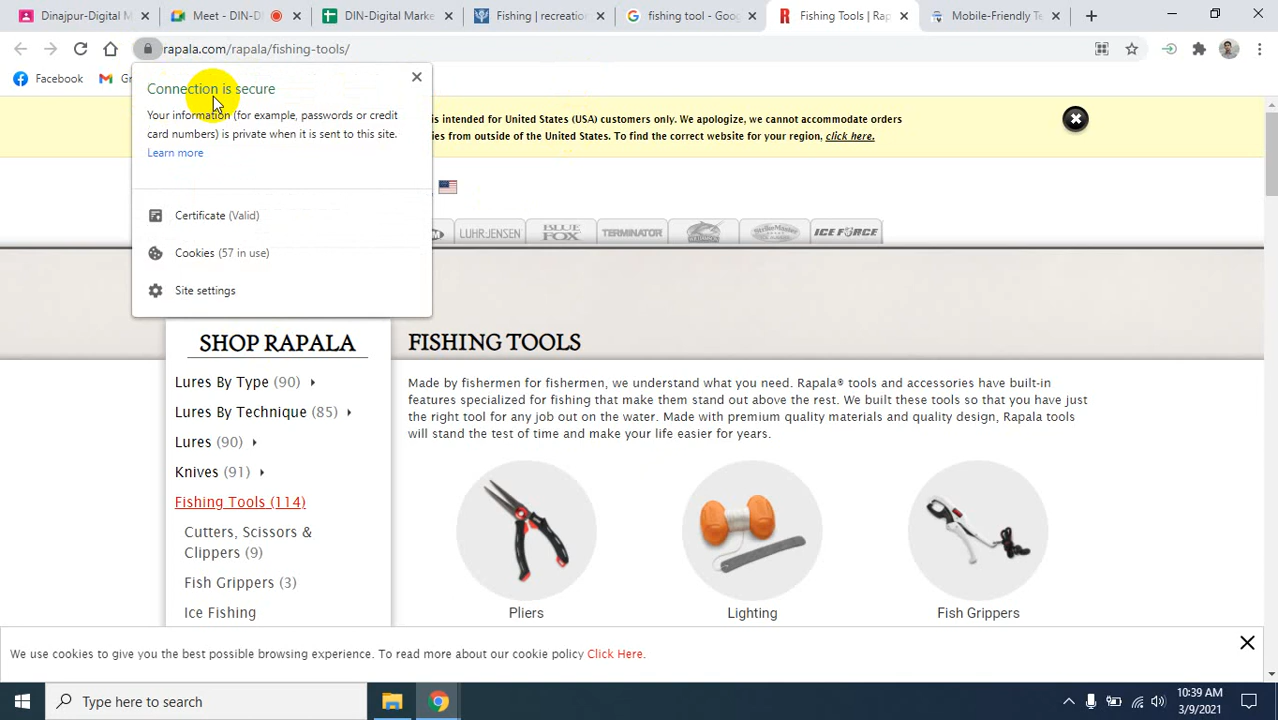 Dinajpur-Digital M
Meet - DIN-D
DIN-Digital Marke
Fishing | recreation
fishing tool - Goog
Fishing Tools | Rap
Mobile-Friendly Te
rapala.com/rapala/fishing-tools/
Facebook
Connection is secure
Your information (for example, passwords or credit
card numbers) is private when it is sent to this site.
Learn more
Certificate (Valid)
Cookies (57 in use)
Site settings
is intended for United States (USA) customers only. We apologize, we cannot accommodate orders
ies from outside of the United States. To find the correct website for your region, click here.
LUHR·JENSEN
BLUE FOX
TERMINATOR
ICE FORCE
SHOP RAPALA
Lures By Type (90)
Lures By Technique (85)
Lures (90)
Knives (91)
Fishing Tools (114)
Cutters, Scissors &
Clippers (9)
Fish Grippers (3)
Ice Fishing
FISHING TOOLS
Made by fishermen for fishermen, we understand what you need. Rapala® tools and accessories have built-in
features specialized for fishing that make them stand out above the rest. We built these tools so that you have just
the right tool for any job out on the water. Made with premium quality materials and quality design, Rapala tools
will stand the test of time and make your life easier for years.
Pliers
Lighting
Fish Grippers
We use cookies to give you the best possible browsing experience. To read more about our cookie policy Click Here.
Type here to search
10:39 AM
3/9/2021